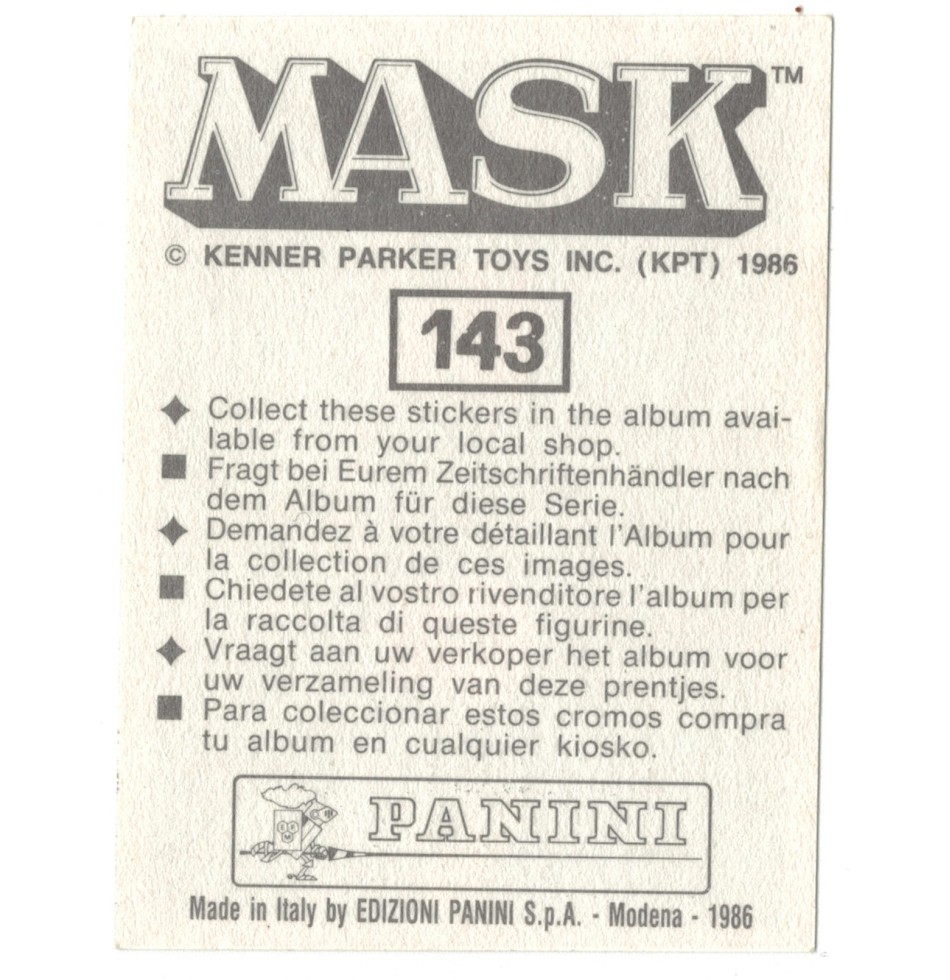 MASK™
© KENNER PARKER TOYS INC. (KPT) 1986
143
Collect these stickers in the album avai-
lable from your local shop.
Fragt bei Eurem Zeitschriftenhändler nach
dem Album für diese Serie.
Demandez à votre détaillant l'Album pour
la collection de ces images.
Chiedete al vostro rivenditore l'album per
la raccolta di queste figurine.
Vraagt aan uw verkoper het album voor
uw verzameling van deze prentjes.
Para coleccionar estos cromos compra
tu album en cualquier kiosko.
PANINI
Made in Italy by EDIZIONI PANINI S.p.A. - Modena - 1986